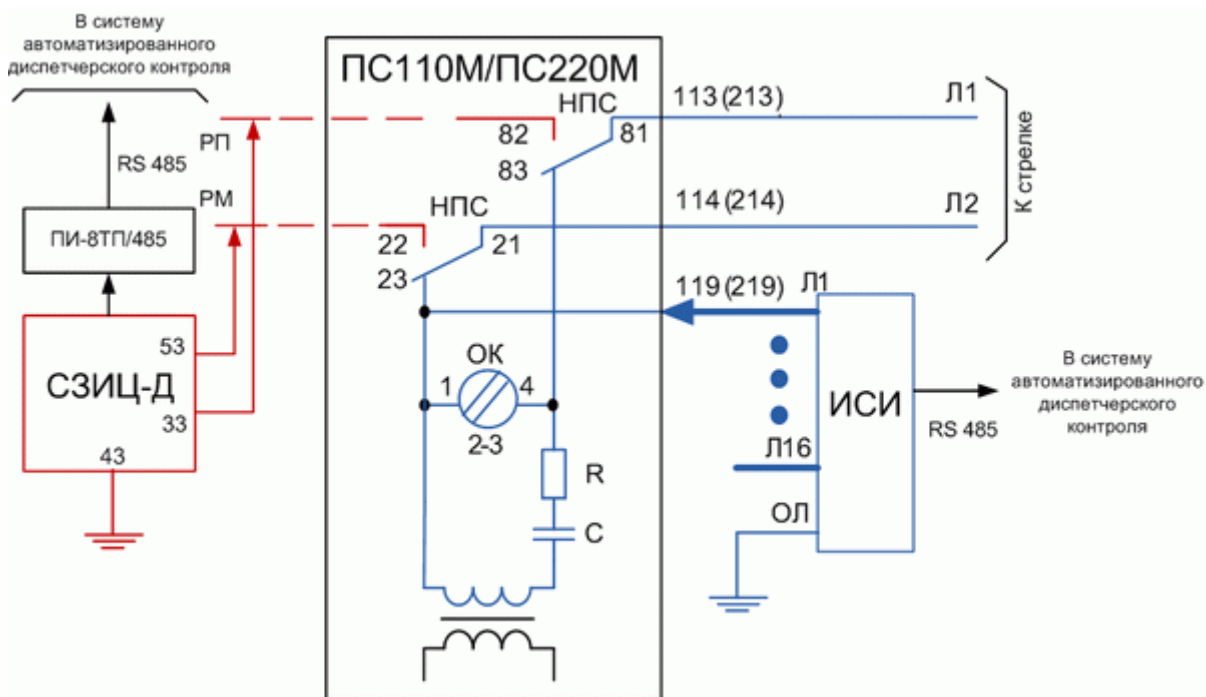 В систему
автоматизированного
диспетчерского контроля
RS 485
ПИ-8ТП/485
СЗИЦ-Д
53
33
43
РП
РМ
ПС110М/ПС220М
НПС
82
81
83
НПС
22
21
23
ОК
1
4
2-3
R
C
113 (213)
Л1
114 (214)
Л2
К стрелке
119 (219)
Л1
Л16
ОЛ
ИСИ
RS 485
В систему
автоматизированного
диспетчерского
контроля